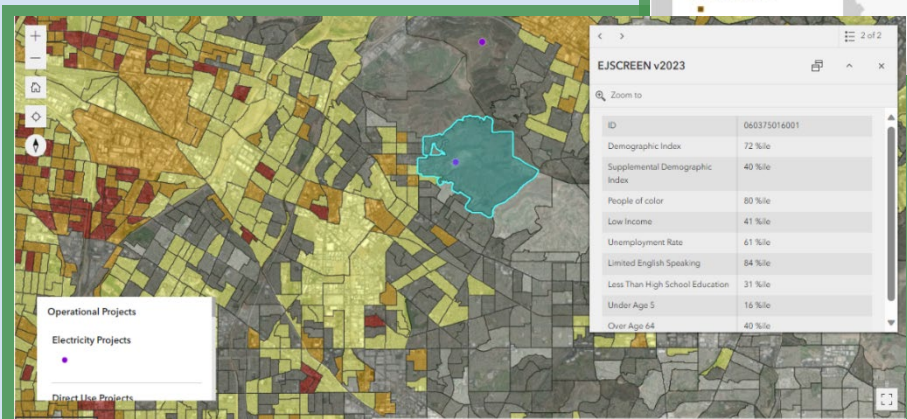 2 of 2
EJSCREEN v2023
Zoom to
ID 060375016001
Demographic Index 72 %ile
Supplemental Demographic 40 %ile
Index
People of color 80 %ile
Low Income 41 %ile
Unemployment Rate 61 %ile
Limited English Speaking 84 %ile
Less Than High School Education 31 %ile
Under Age 5 16 %ile
Over Age 64 40 %ile
Operational Projects
Electricity Projects
Direct Use Projects